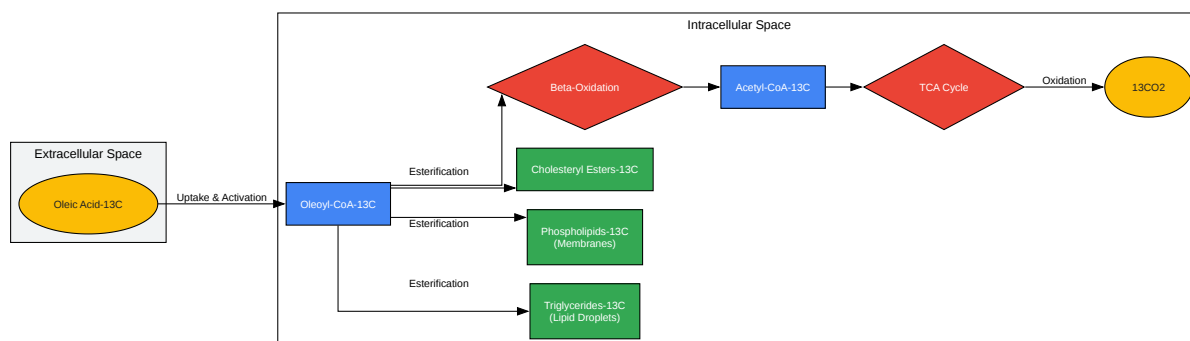 Intracellular Space
Beta-Oxidation
Acetyl-CoA-13C
TCA Cycle
Oxidation
13CO2
Extracellular Space
Oleic Acid-13C
Uptake & Activation
Oleoyl-CoA-13C
Esterification
Cholesteryl Esters-13C
Esterification
Phospholipids-13C
(Membranes)
Esterification
Triglycerides-13C
(Lipid Droplets)